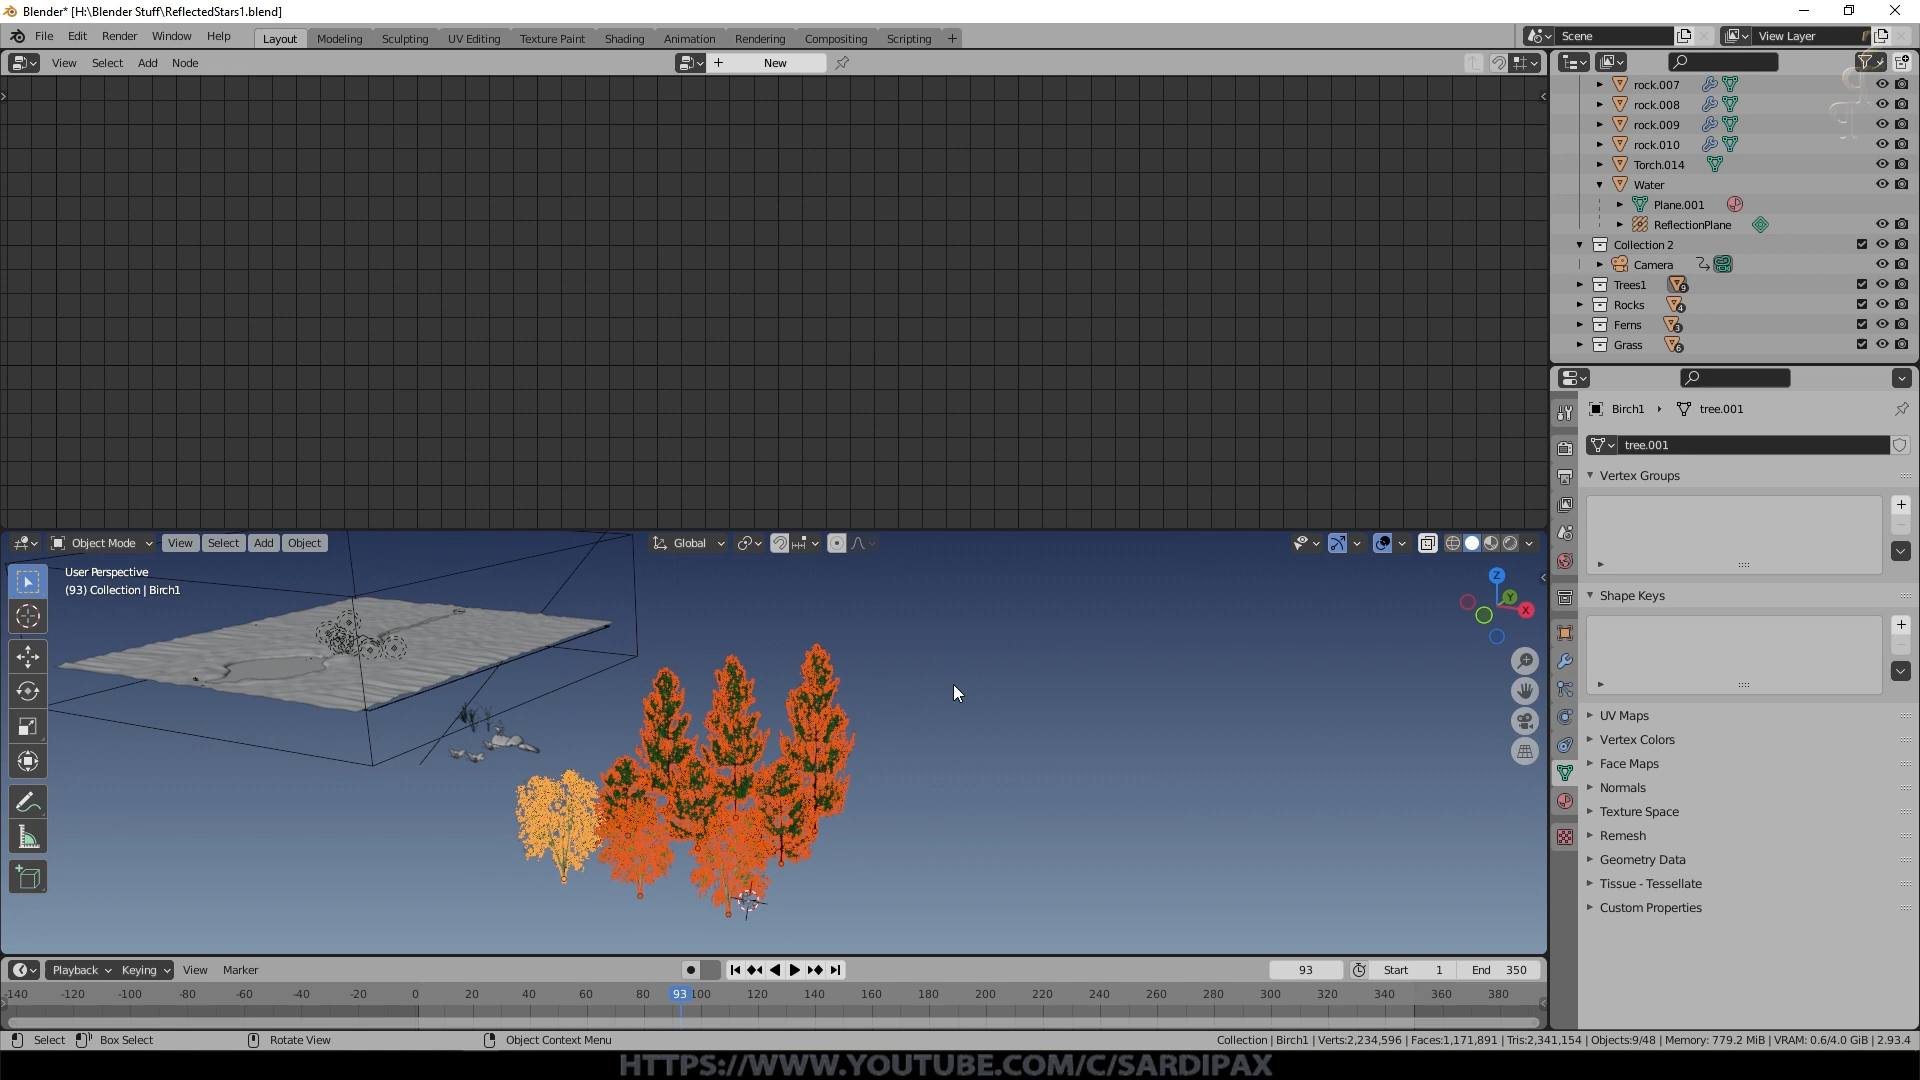 Blender* [H:\Blender Stuff\ReflectedStars1.blend]
File Edit Render Window Help Layout Modeling Sculpting UV Editing Texture Paint Shading Animation Rendering Compositing Scripting + Scene View Layer
View Select Add Node + New
rock.007
rock.008
rock.009
rock.010
Torch.014
Water
Plane.001
ReflectionPlane
Collection 2
Camera
Trees1 9
Rocks 4
Ferns 3
Grass 6
Birch1 tree.001
tree.001
Vertex Groups
Shape Keys
UV Maps
Vertex Colors
Face Maps
Normals
Texture Space
Remesh
Geometry Data
Tissue - Tessellate
Custom Properties
Object Mode View Select Add Object Global
User Perspective
(93) Collection | Birch1
Z
Y
X
Playback Keying View Marker 93 Start 1 End 350
-140 -120 -100 -80 -60 -40 -20 0 20 40 60 80 93 100 120 140 160 180 200 220 240 260 280 300 320 340 360 380
Select Box Select Rotate View Object Context Menu Collection | Birch1 | Verts:2,234,596 | Faces:1,171,891 | Tris:2,341,154 | Objects:9/48 | Memory: 779.2 MiB | VRAM: 0.6/4.0 GiB | 2.93.4
HTTPS://WWW.YOUTUBE.COM/C/SARDIPAX